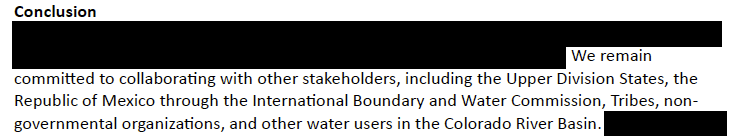 Conclusion
We remain
committed to collaborating with other stakeholders, including the Upper Division States, the
Republic of Mexico through the International Boundary and Water Commission, Tribes, non-
governmental organizations, and other water users in the Colorado River Basin.